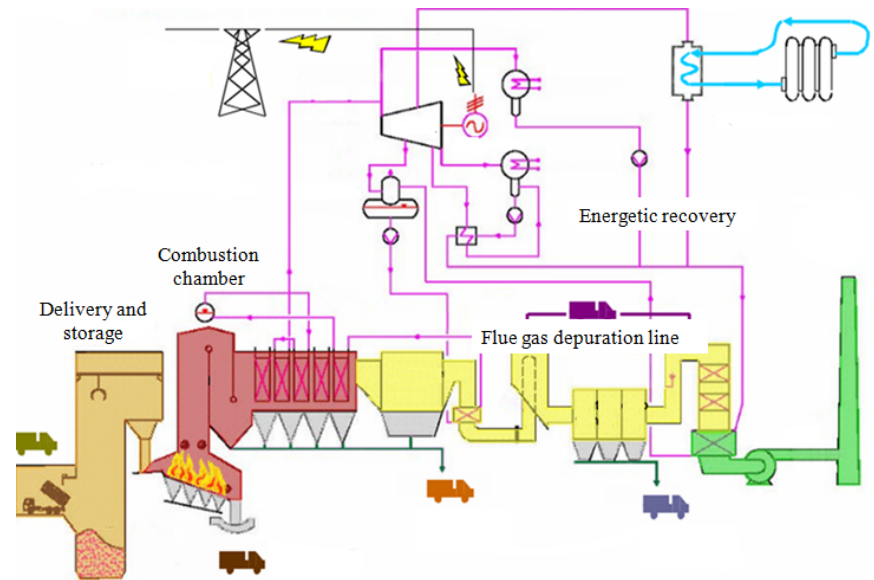 Energetic recovery
Combustion
chamber
Delivery and
storage
Flue gas depuration line